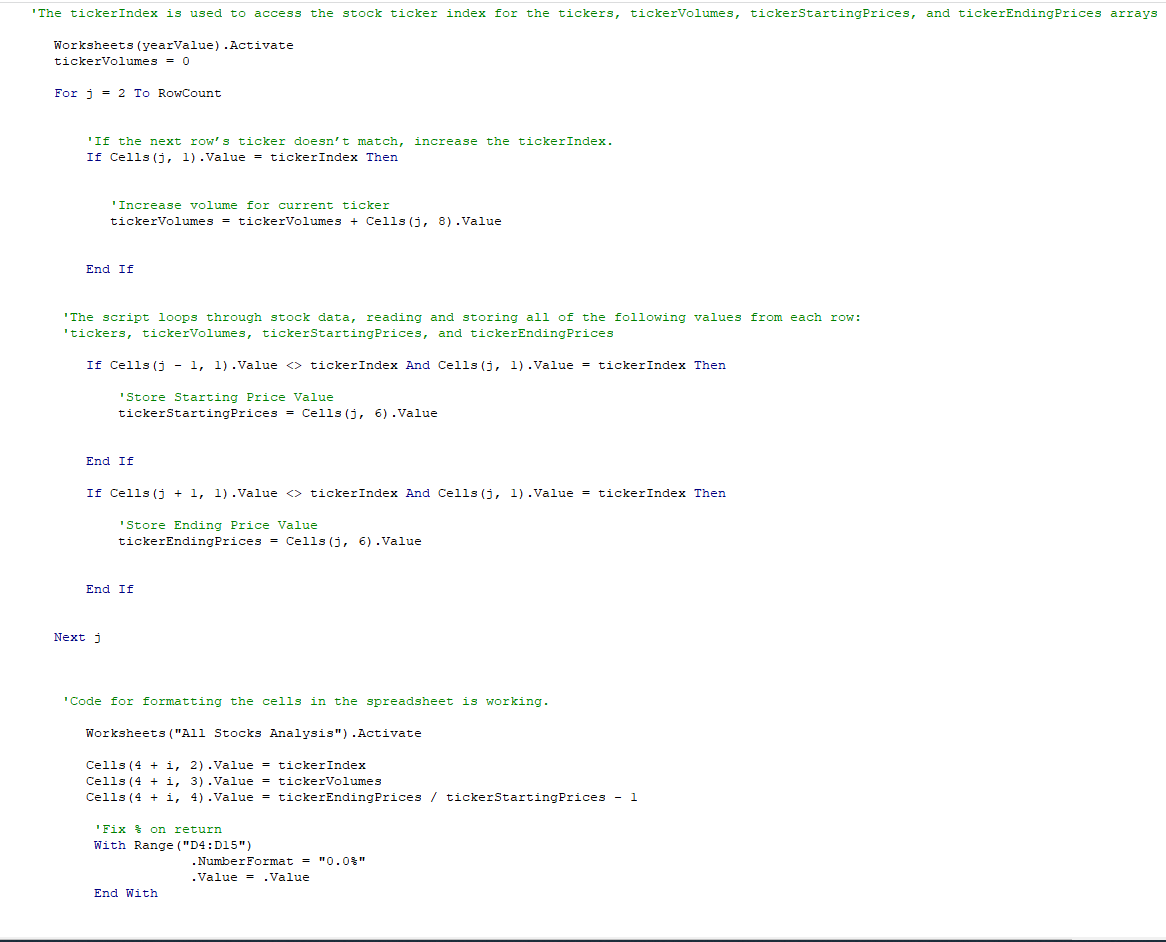 'The tickerIndex is used to access the stock ticker index for the tickers, tickerVolumes, tickerStartingPrices, and tickerEndingPrices arrays
Worksheets(yearValue).Activate
tickerVolumes = 0
For j = 2 To RowCount
'If the next row’s ticker doesn’t match, increase the tickerIndex.
If Cells(j, 1).Value = tickerIndex Then
'Increase volume for current ticker
tickerVolumes = tickerVolumes + Cells(j, 8).Value
End If
'The script loops through stock data, reading and storing all of the following values from each row:
'tickers, tickerVolumes, tickerStartingPrices, and tickerEndingPrices
If Cells(j - 1, 1).Value <> tickerIndex And Cells(j, 1).Value = tickerIndex Then
'Store Starting Price Value
tickerStartingPrices = Cells(j, 6).Value
End If
If Cells(j + 1, 1).Value <> tickerIndex And Cells(j, 1).Value = tickerIndex Then
'Store Ending Price Value
tickerEndingPrices = Cells(j, 6).Value
End If
Next j
'Code for formatting the cells in the spreadsheet is working.
Worksheets("All Stocks Analysis").Activate
Cells(4 + i, 2).Value = tickerIndex
Cells(4 + i, 3).Value = tickerVolumes
Cells(4 + i, 4).Value = tickerEndingPrices / tickerStartingPrices - 1
'Fix % on return
With Range("D4:D15")
.NumberFormat = "0.0%"
.Value = .Value
End With